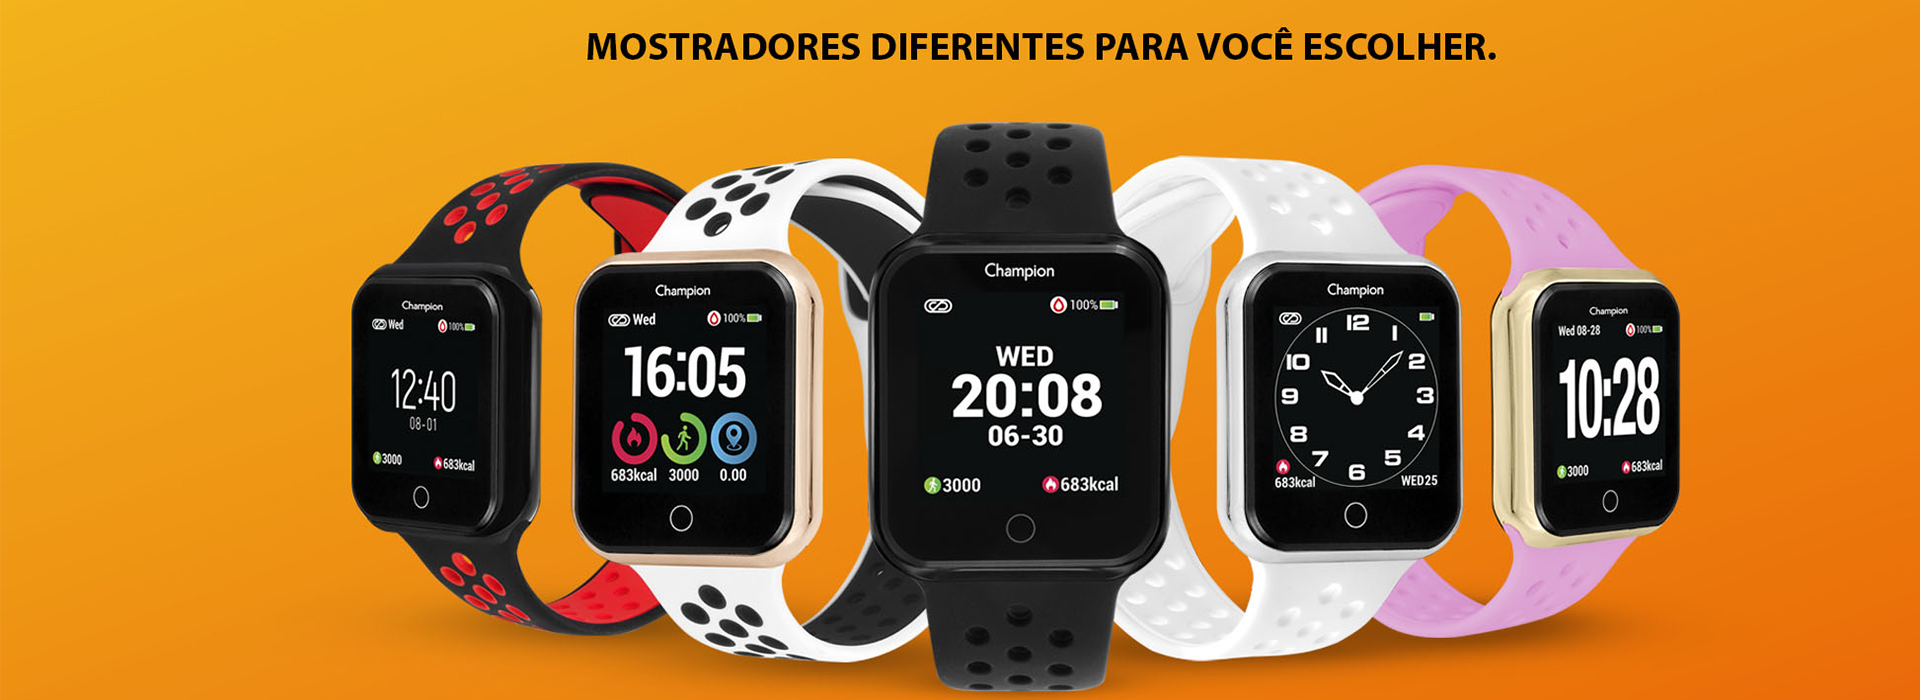 MOSTRADORES DIFERENTES PARA VOCÊ ESCOLHER.
Champion
Wed 100%
12:40
08-01
3000 683kcal
Champion
Wed 100%
16:05
683kcal 3000 0.00
Champion
100%
WED
20:08
06-30
3000 683kcal
Champion
12
11 1
10 2
9 3
8 4
7 5
6
683kcal WED25
Champion
Wed 08-28 100%
10:28
3000 683kcal